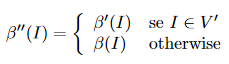 β″(I) = { β′(I) se I ∈ V′
β(I) otherwise